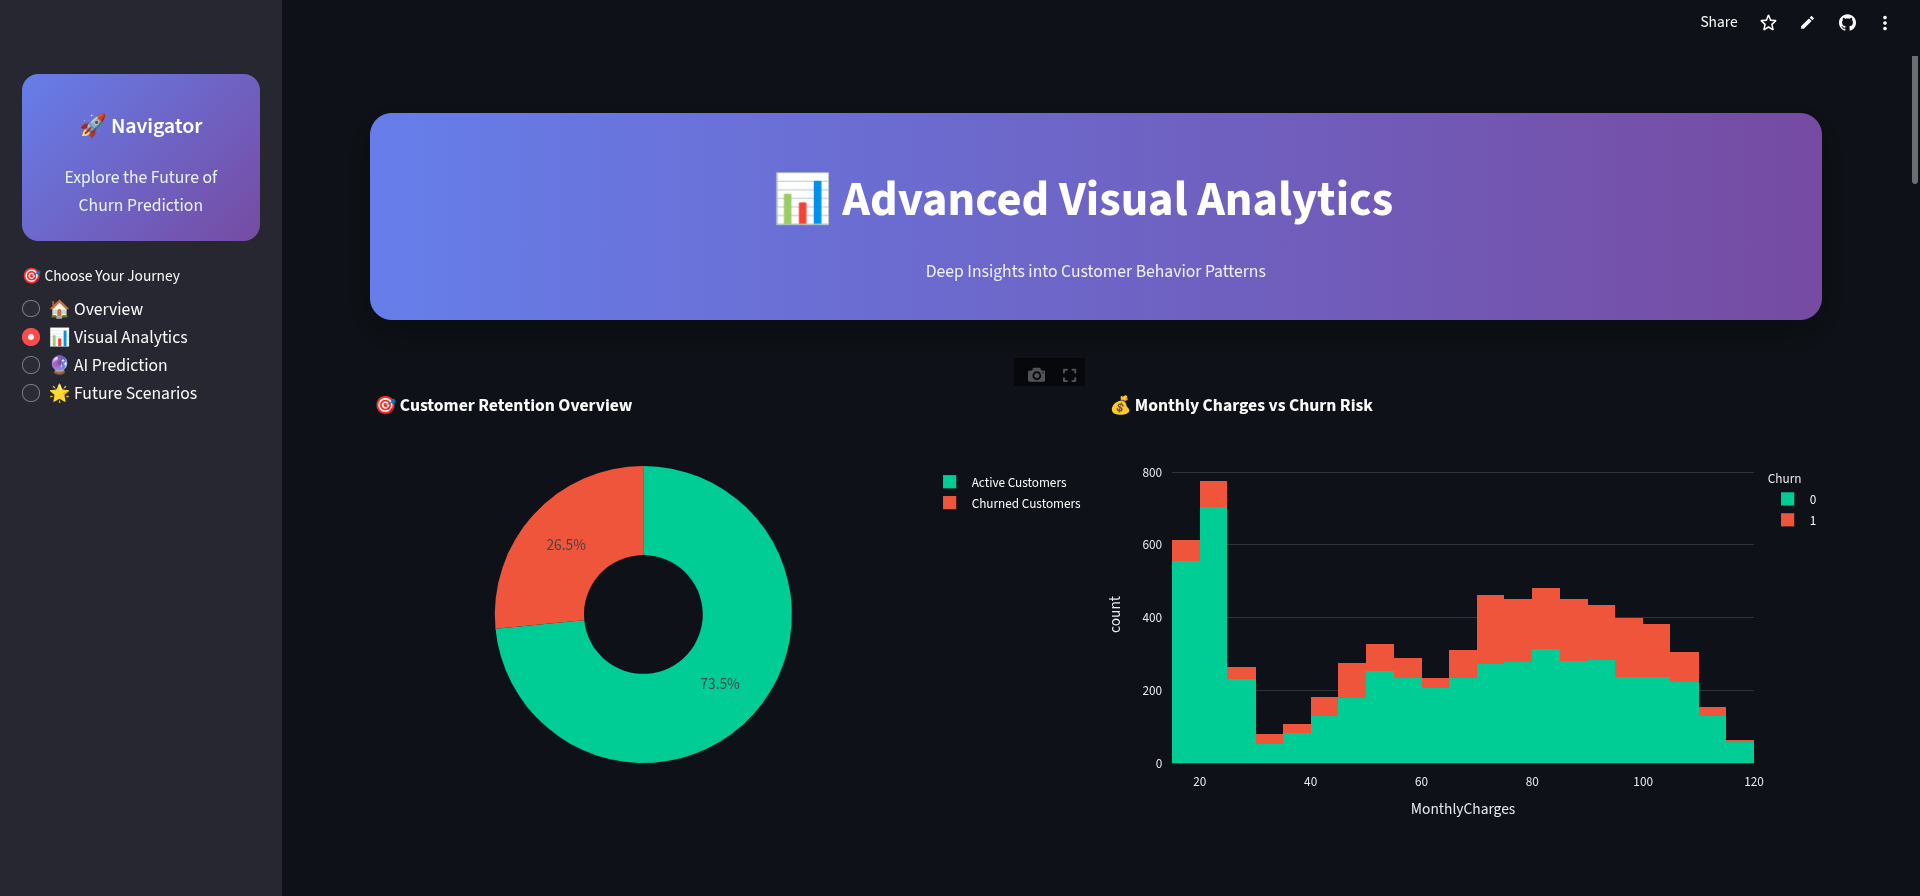 Share
🚀 Navigator
Explore the Future of
Churn Prediction
🎯 Choose Your Journey
🏠 Overview
📊 Visual Analytics
🔮 AI Prediction
🌟 Future Scenarios
📊 Advanced Visual Analytics
Deep Insights into Customer Behavior Patterns
🎯 Customer Retention Overview
Active Customers
Churned Customers
26.5%
73.5%
💰 Monthly Charges vs Churn Risk
800
600
400
200
0
count
20 40 60 80 100 120
MonthlyCharges
Churn
0
1